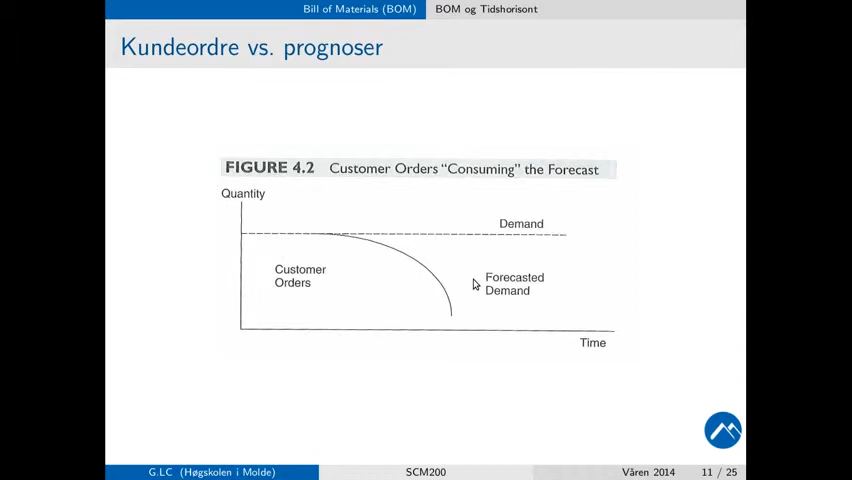 Bill of Materials (BOM) BOM og Tidshorisont
Kundeordre vs. prognoser
FIGURE 4.2 Customer Orders “Consuming” the Forecast
Quantity
Demand
Customer
Orders
Forecasted
Demand
Time
G.LC (Høgskolen i Molde) SCM200 Våren 2014 11 / 25